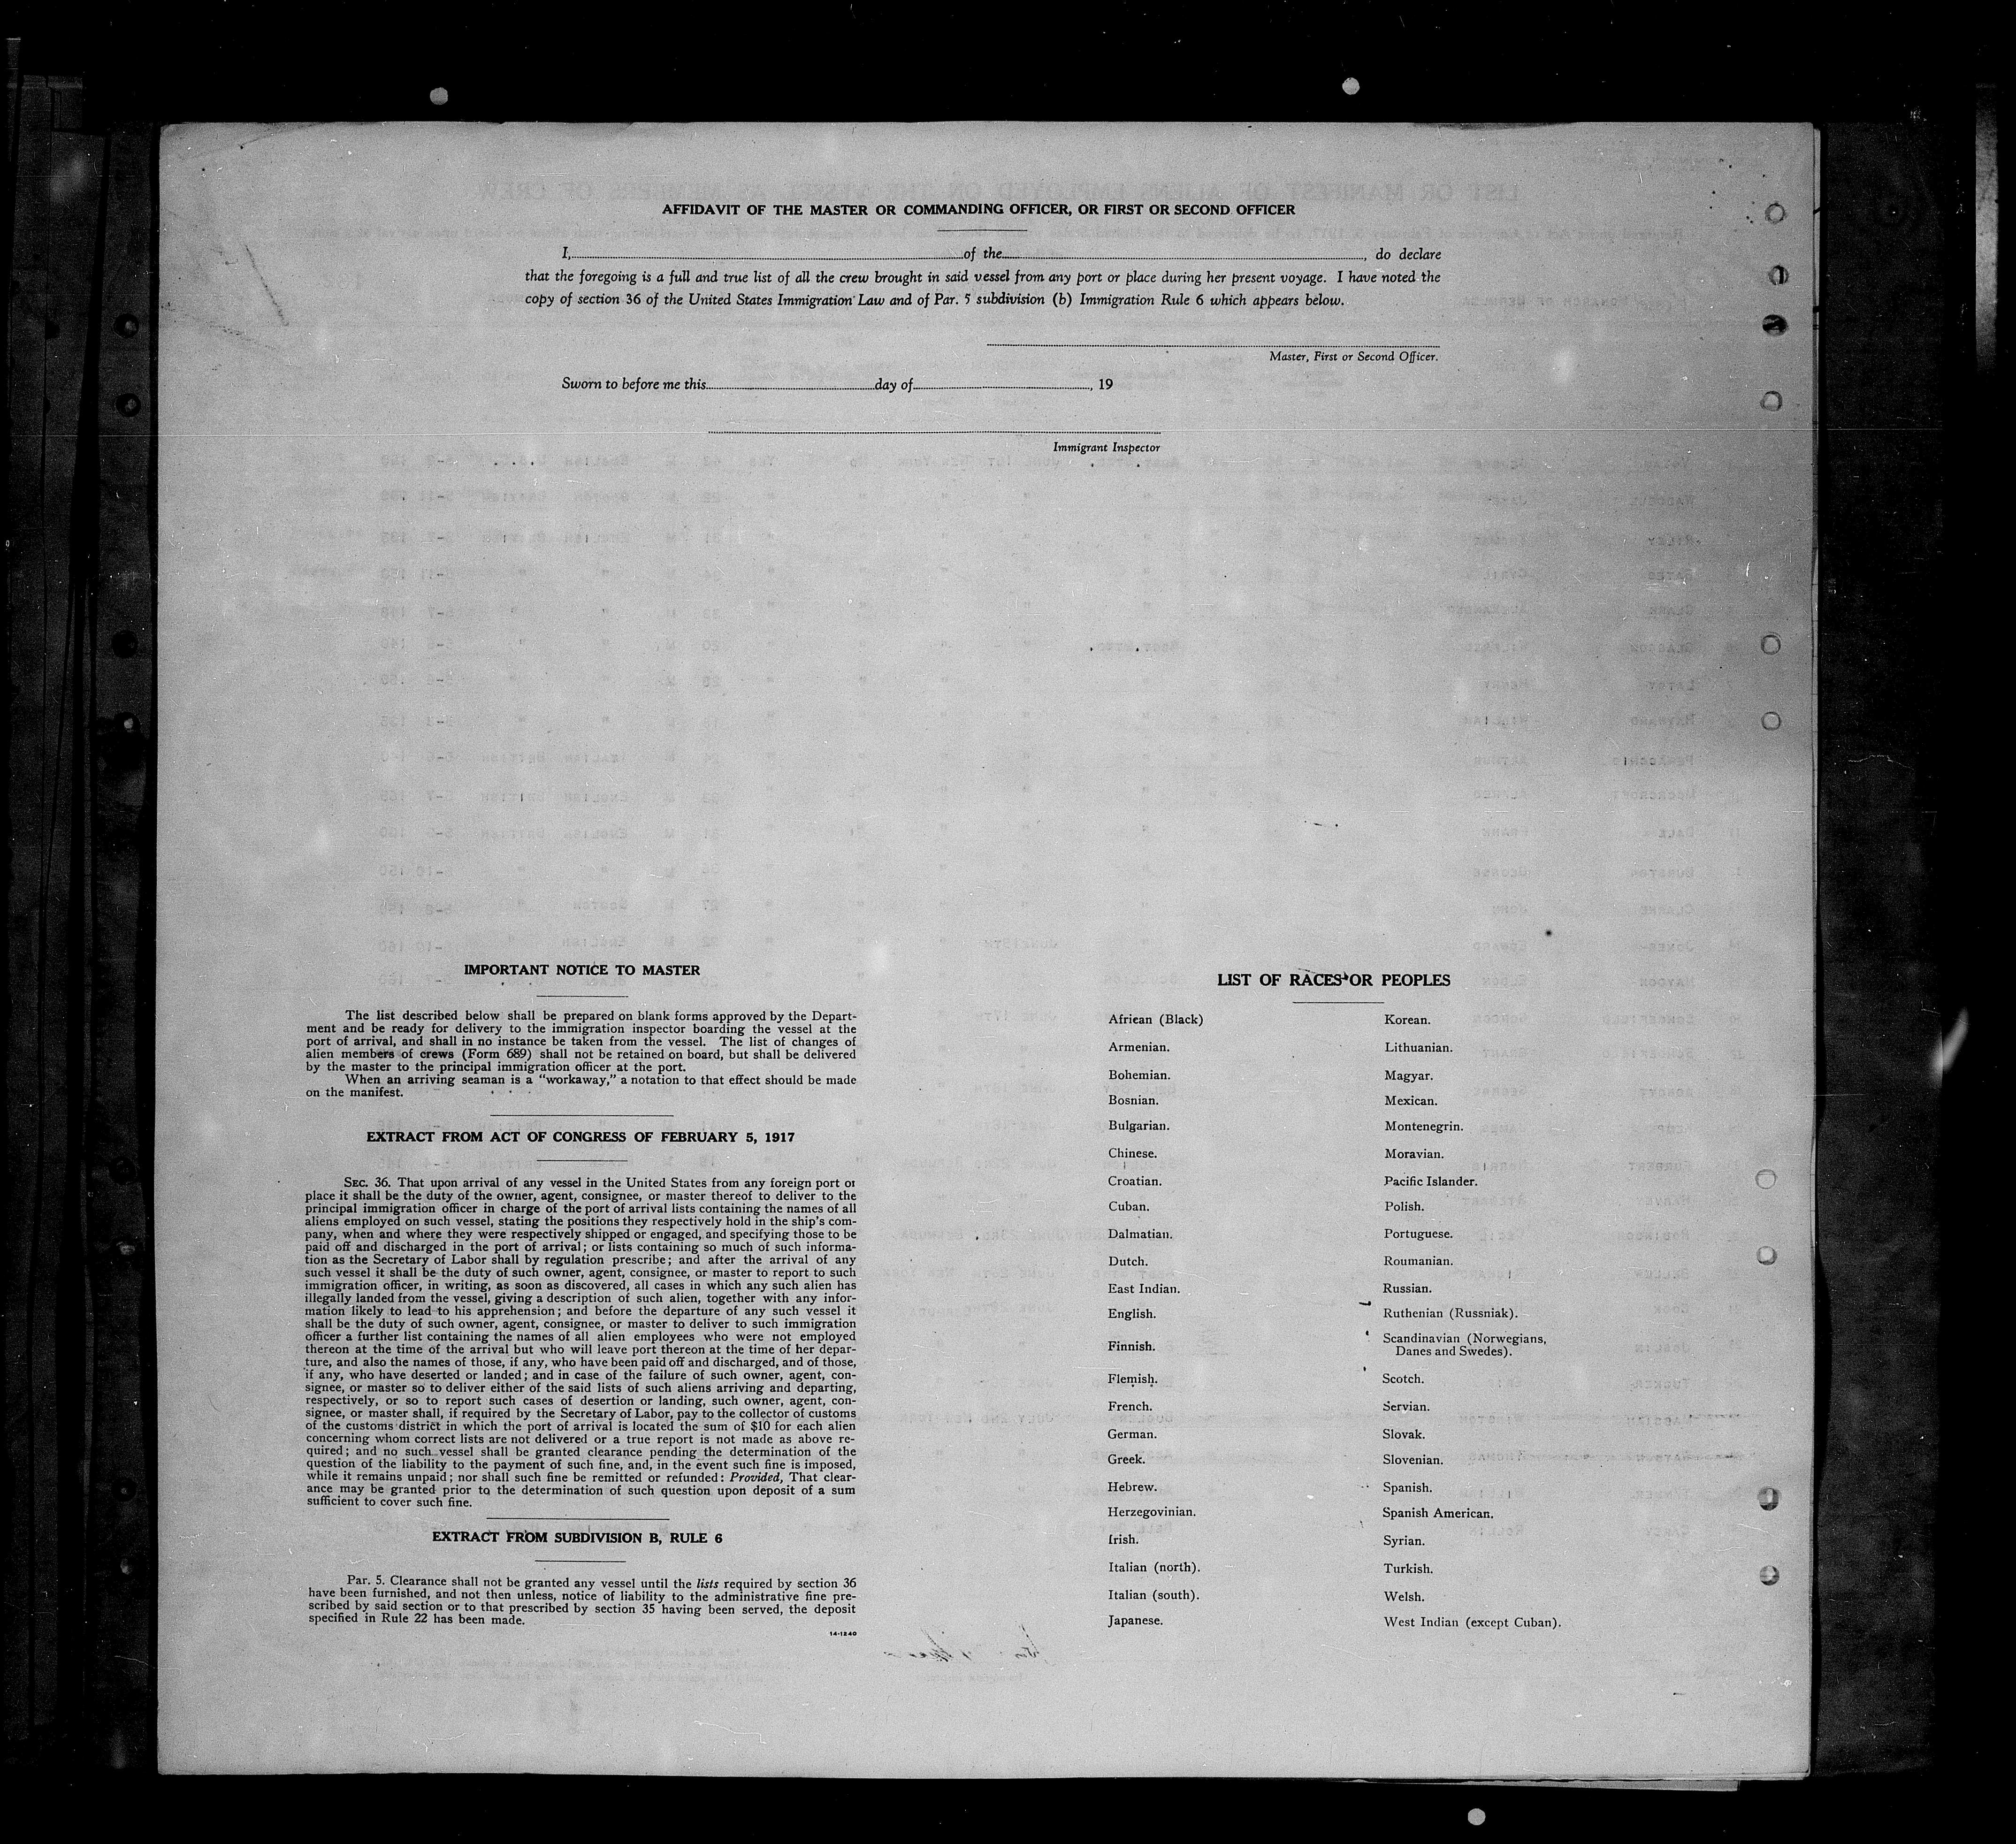 AFFIDAVIT OF THE MASTER OR COMMANDING OFFICER, OR FIRST OR SECOND OFFICER
I, of the , do declare
that the foregoing is a full and true list of all the crew brought in said vessel from any port or place during her present voyage. I have noted the
copy of section 36 of the United States Immigration Law and of Par. 5 subdivision (b) Immigration Rule 6 which appears below.
Master, First or Second Officer.
Sworn to before me this day of , 19
Immigrant Inspector
IMPORTANT NOTICE TO MASTER
The list described below shall be prepared on blank forms approved by the Depart-
ment and be ready for delivery to the immigration inspector boarding the vessel at the
port of arrival, and shall in no instance be taken from the vessel. The list of changes of
alien members of crews (Form 689) shall not be retained on board, but shall be delivered
by the master to the principal immigration officer at the port.
When an arriving seaman is a "workaway," a notation to that effect should be made
on the manifest.
EXTRACT FROM ACT OF CONGRESS OF FEBRUARY 5, 1917
SEC. 36. That upon arrival of any vessel in the United States from any foreign port or
place it shall be the duty of the owner, agent, consignee, or master thereof to deliver to the
principal immigration officer in charge of the port of arrival lists containing the names of all
aliens employed on such vessel, stating the positions they respectively hold in the ship's com-
pany, when and where they were respectively shipped or engaged, and specifying those to be
paid off and discharged in the port of arrival; or lists containing so much of such informa-
tion as the Secretary of Labor shall by regulation prescribe; and after the arrival of any
such vessel it shall be the duty of such owner, agent, consignee, or master to report to such
immigration officer, in writing, as soon as discovered, all cases in which any such alien has
illegally landed from the vessel, giving a description of such alien, together with any infor-
mation likely to lead to his apprehension; and before the departure of any such vessel it
shall be the duty of such owner, agent, consignee, or master to deliver to such immigration
officer a further list containing the names of all alien employees who were not employed
thereon at the time of the arrival but who will leave port thereon at the time of her depar-
ture, and also the names of those, if any, who have been paid off and discharged, and of those,
if any, who have deserted or landed; and in case of the failure of such owner, agent, con-
signee, or master so to deliver either of the said lists of such aliens arriving and departing,
respectively, or so to report such cases of desertion or landing, such owner, agent, con-
signee, or master shall, if required by the Secretary of Labor, pay to the collector of customs
of the customs district in which the port of arrival is located the sum of $10 for each alien
concerning whom correct lists are not delivered or a true report is not made as above re-
quired; and no such vessel shall be granted clearance pending the determination of the
question of the liability to the payment of such fine, and, in the event such fine is imposed,
while it remains unpaid; nor shall such fine be remitted or refunded: Provided, That clear-
ance may be granted prior to the determination of such question upon deposit of a sum
sufficient to cover such fine.
EXTRACT FROM SUBDIVISION B, RULE 6
Par. 5. Clearance shall not be granted any vessel until the lists required by section 36
have been furnished, and not then unless, notice of liability to the administrative fine pre-
scribed by said section or to that prescribed by section 35 having been served, the deposit
specified in Rule 22 has been made.
14-1240
LIST OF RACES OR PEOPLES
African (Black)
Armenian.
Bohemian.
Bosnian.
Bulgarian.
Chinese.
Croatian.
Cuban.
Dalmatian.
Dutch.
East Indian.
English.
Finnish.
Flemish.
French.
German.
Greek.
Hebrew.
Herzegovinian.
Irish.
Italian (north).
Italian (south).
Japanese.
Korean.
Lithuanian.
Magyar.
Mexican.
Montenegrin.
Moravian.
Pacific Islander.
Polish.
Portuguese.
Roumanian.
Russian.
Ruthenian (Russniak).
Scandinavian (Norwegians,
Danes and Swedes).
Scotch.
Servian.
Slovak.
Slovenian.
Spanish.
Spanish American.
Syrian.
Turkish.
Welsh.
West Indian (except Cuban).